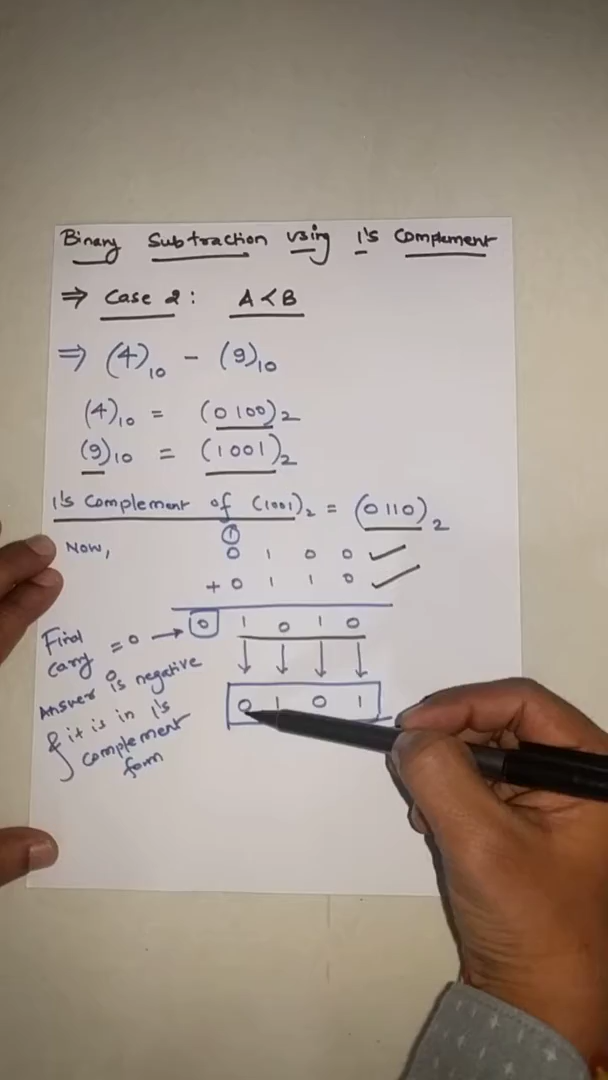 Binary Subtraction using 1's Complement
⇒ Case 2: A < B
⇒ (4)₁₀ - (9)₁₀
(4)₁₀ = (0100)₂
(9)₁₀ = (1001)₂
1's Complement of (1001)₂ = (0110)₂
Now,
1
0 1 0 0 ✓
+ 0 1 1 0 ✓
0 1 0 1 0
Final carry = 0 →
Answer is negative
& it is in 1's
complement
form
↓ ↓ ↓ ↓
0 1 0 1